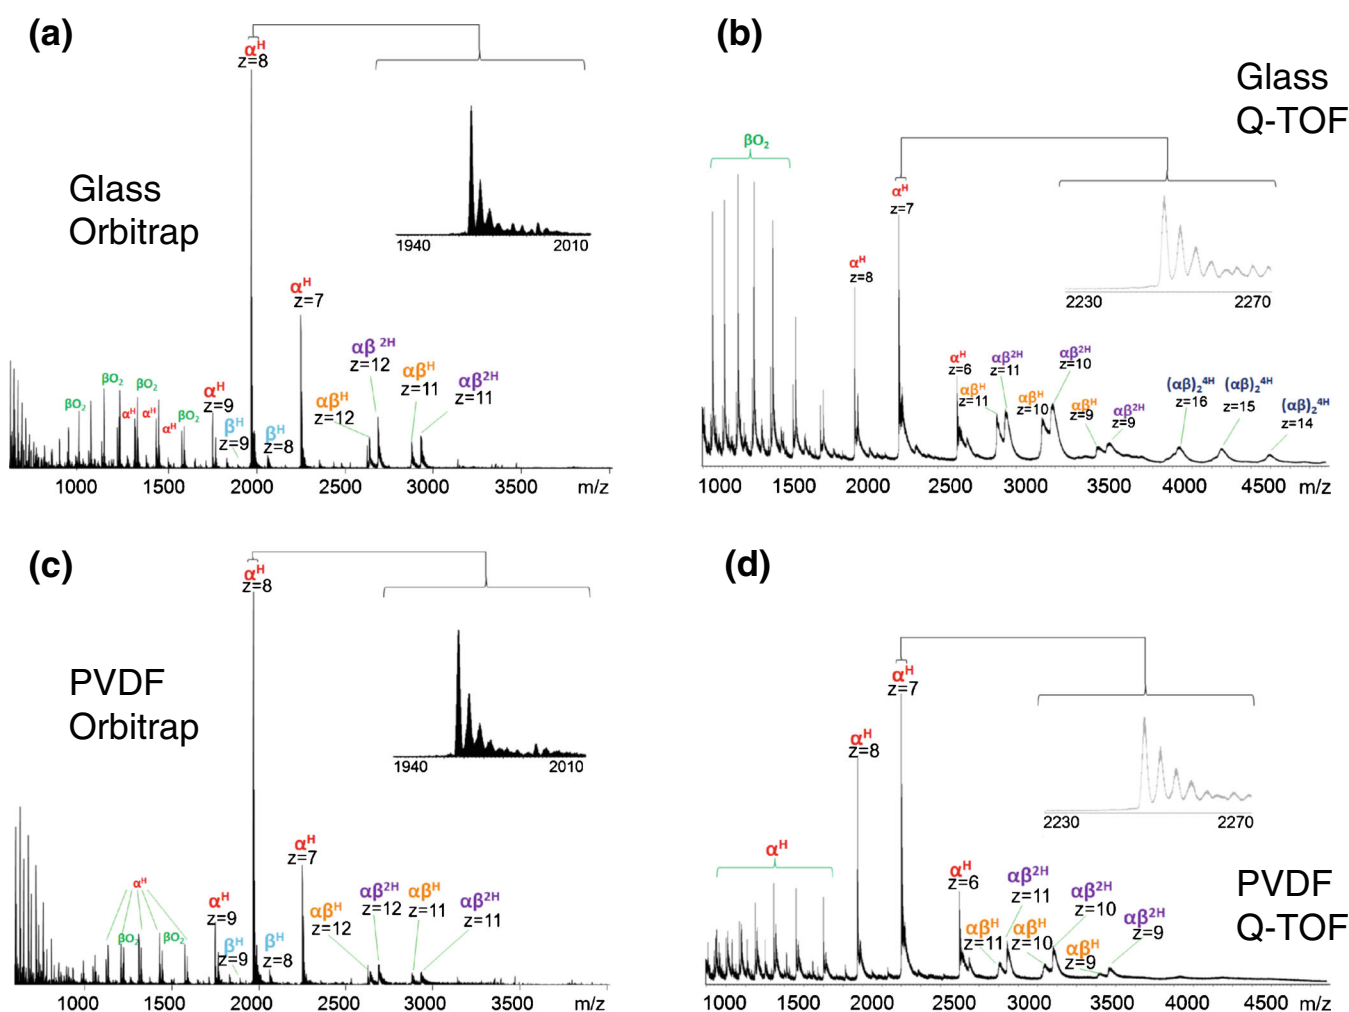 (a)
αH
z=8
Glass
Orbitrap
1940 2010
αH
z=7
αβ 2H
z=12
αβH
z=11
αβ2H
z=11
αβH
z=12
βO2
βO2
βO2
αH
αH
αH
βO2
αH
z=9
βH
z=9
βH
z=8
1000 1500 2000 2500 3000 3500 m/z
(b)
Glass
Q-TOF
βO2
αH
z=7
αH
z=8
2230 2270
αH
z=6
αβH
z=11
αβ2H
z=11
αβH
z=10
αβ2H
z=10
αβH
z=9
αβ2H
z=9
(αβ)24H
z=16
(αβ)24H
z=15
(αβ)24H
z=14
1000 1500 2000 2500 3000 3500 4000 4500 m/z
(c)
αH
z=8
PVDF
Orbitrap
1940 2010
αH
z=7
αH
βO2
βO2
αH
z=9
βH
z=9
βH
z=8
αβH
z=12
αβ2H
z=12
αβH
z=11
αβ2H
z=11
1000 1500 2000 2500 3000 3500 m/z
(d)
αH
z=7
αH
z=8
2230 2270
PVDF
Q-TOF
αH
αH
z=6
αβH
z=11
αβ2H
z=11
αβH
z=10
αβ2H
z=10
αβH
z=9
αβ2H
z=9
1000 1500 2000 2500 3000 3500 4000 4500 m/z